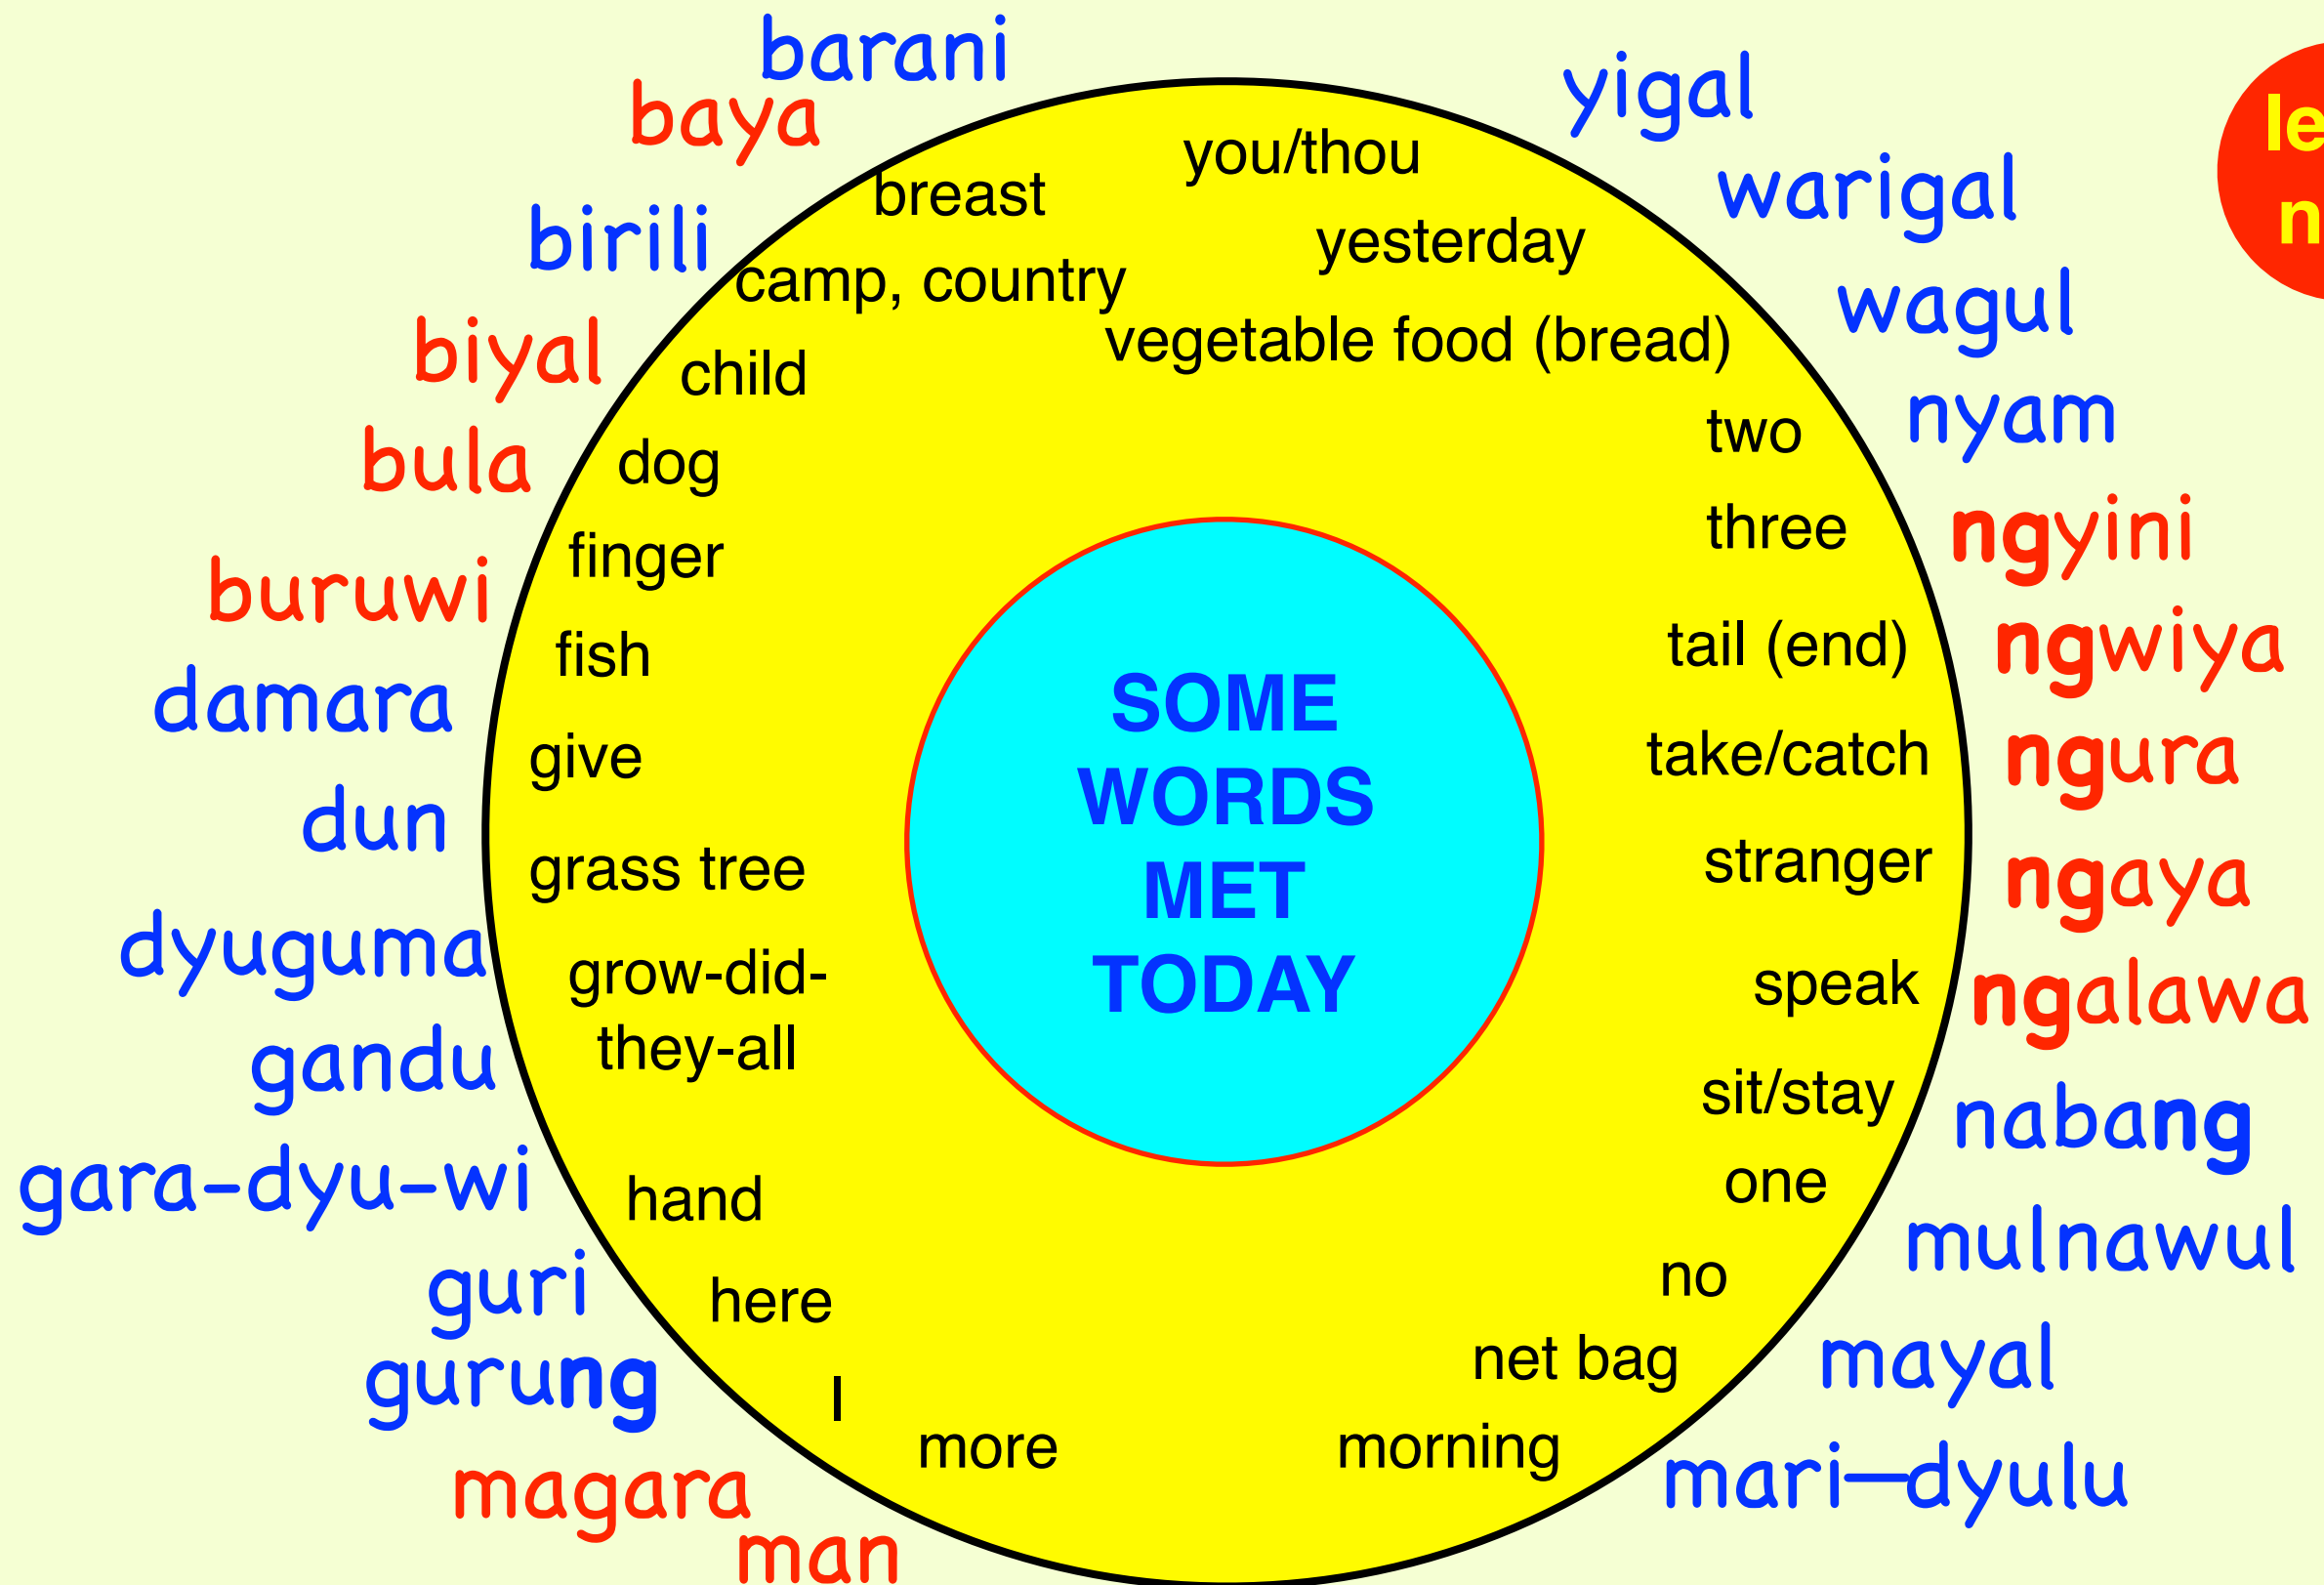 barani
baya
birili
biyal
bula
buruwi
damara
dun
dyuguma
gandu
gara-dyu-wi
guri
gurung
magara
man
breast
camp, country
child
dog
finger
fish
give
grass tree
grow-did-
they-all
hand
here
I
more
SOME
WORDS
MET
TODAY
you/thou
yesterday
vegetable food (bread)
two
three
tail (end)
take/catch
stranger
speak
sit/stay
one
no
net bag
morning
yigal
warigal
wagul
nyam
ngyini
ngwiya
ngura
ngaya
ngalawa
nabang
mulnawul
mayal
mari—dyulu